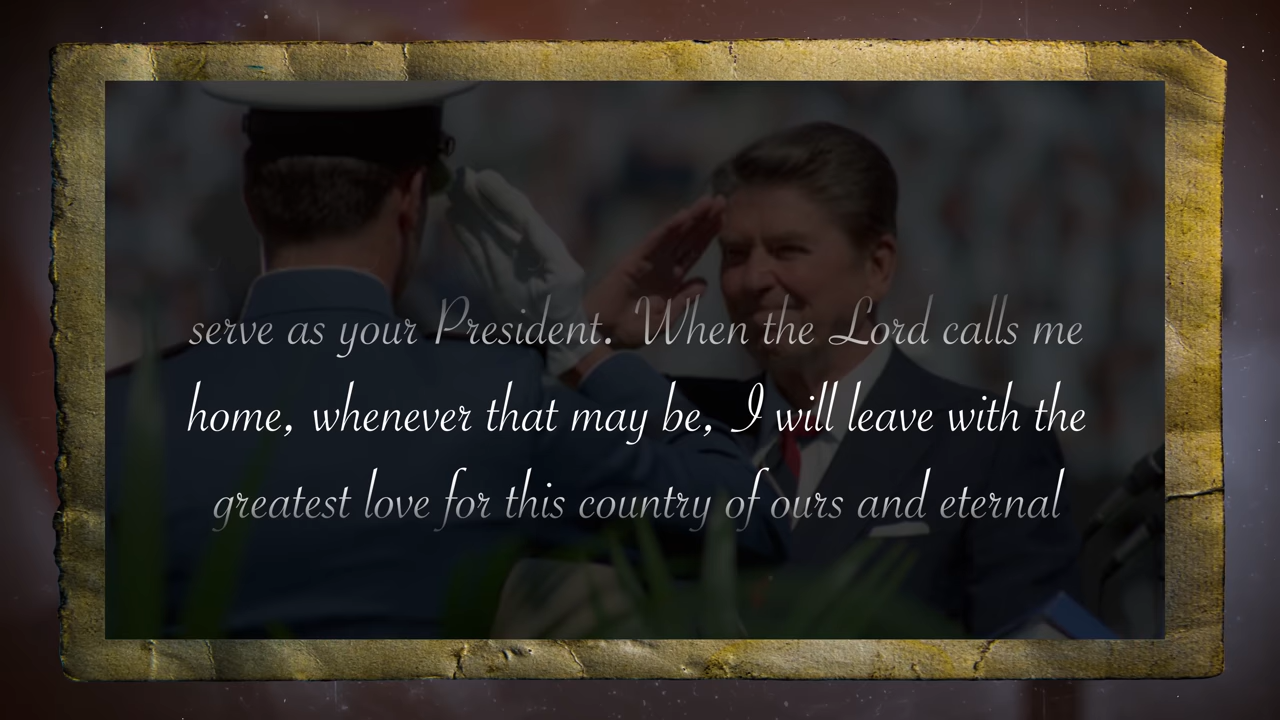 serve as your President. When the Lord calls me
home, whenever that may be, I will leave with the
greatest love for this country of ours and eternal